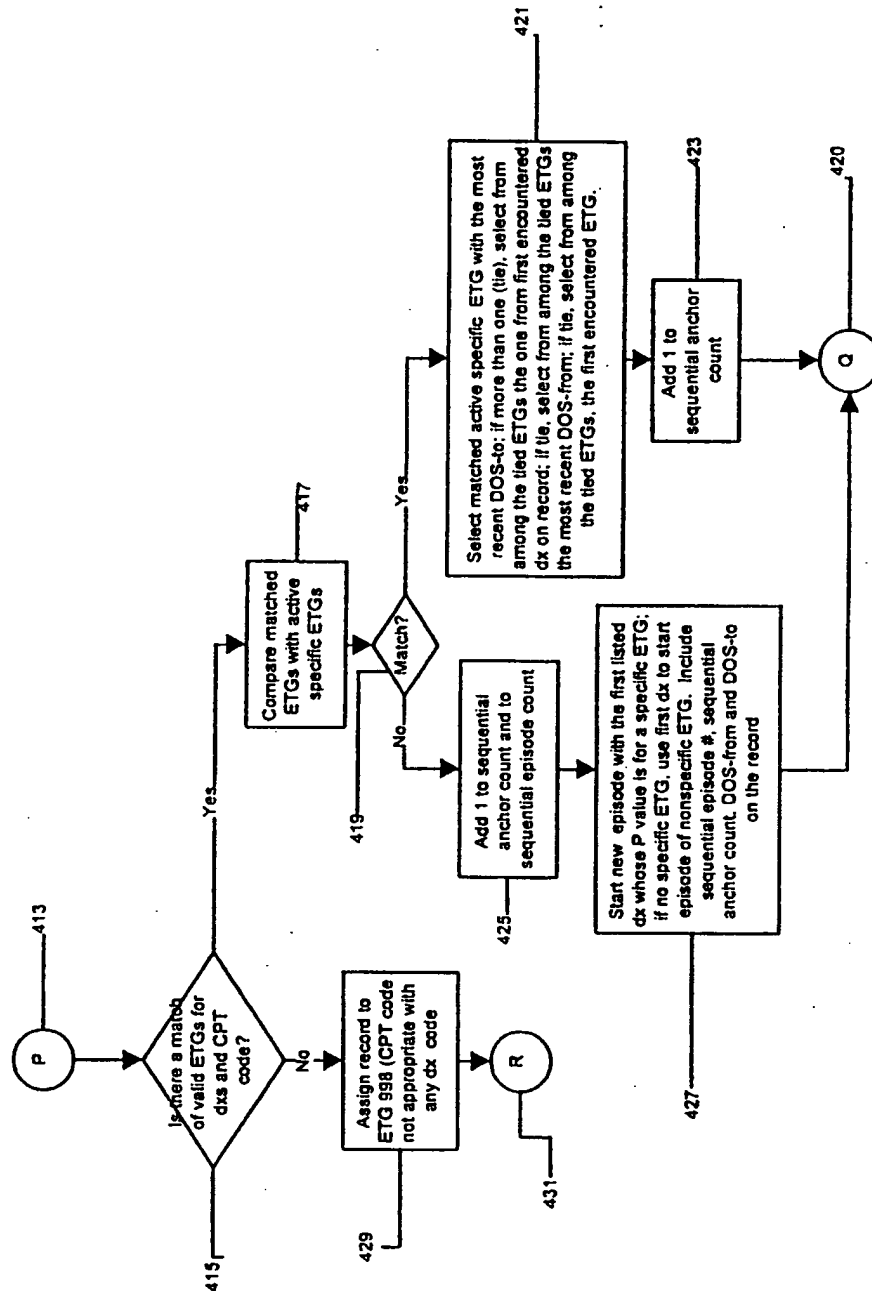 P
413
Is there a match
of valid ETGs for
dxs and CPT
code?
415
Yes
No
Compare matched
ETGs with active
specific ETGs
417
Match?
419
Yes
No
Select matched active specific ETG with the most
recent DOS-to; if more than one (tie), select from
among the tied ETGs the one from first encountered
dx on record; if tie, select from among the tied ETGs
the most recent DOS-from; if tie, select from among
the tied ETGs, the first encountered ETG.
421
Add 1 to
sequential anchor
count
423
Add 1 to sequential
anchor count and to
sequential episode count
425
Start new episode with the first listed
dx whose P value is for a specific ETG;
if no specific ETG, use first dx to start
episode of nonspecific ETG. Include
sequential episode #, sequential
anchor count, DOS-from and DOS-to
on the record
427
Assign record to
ETG 998 (CPT code
not appropriate with
any dx code
429
R
431
Q
420